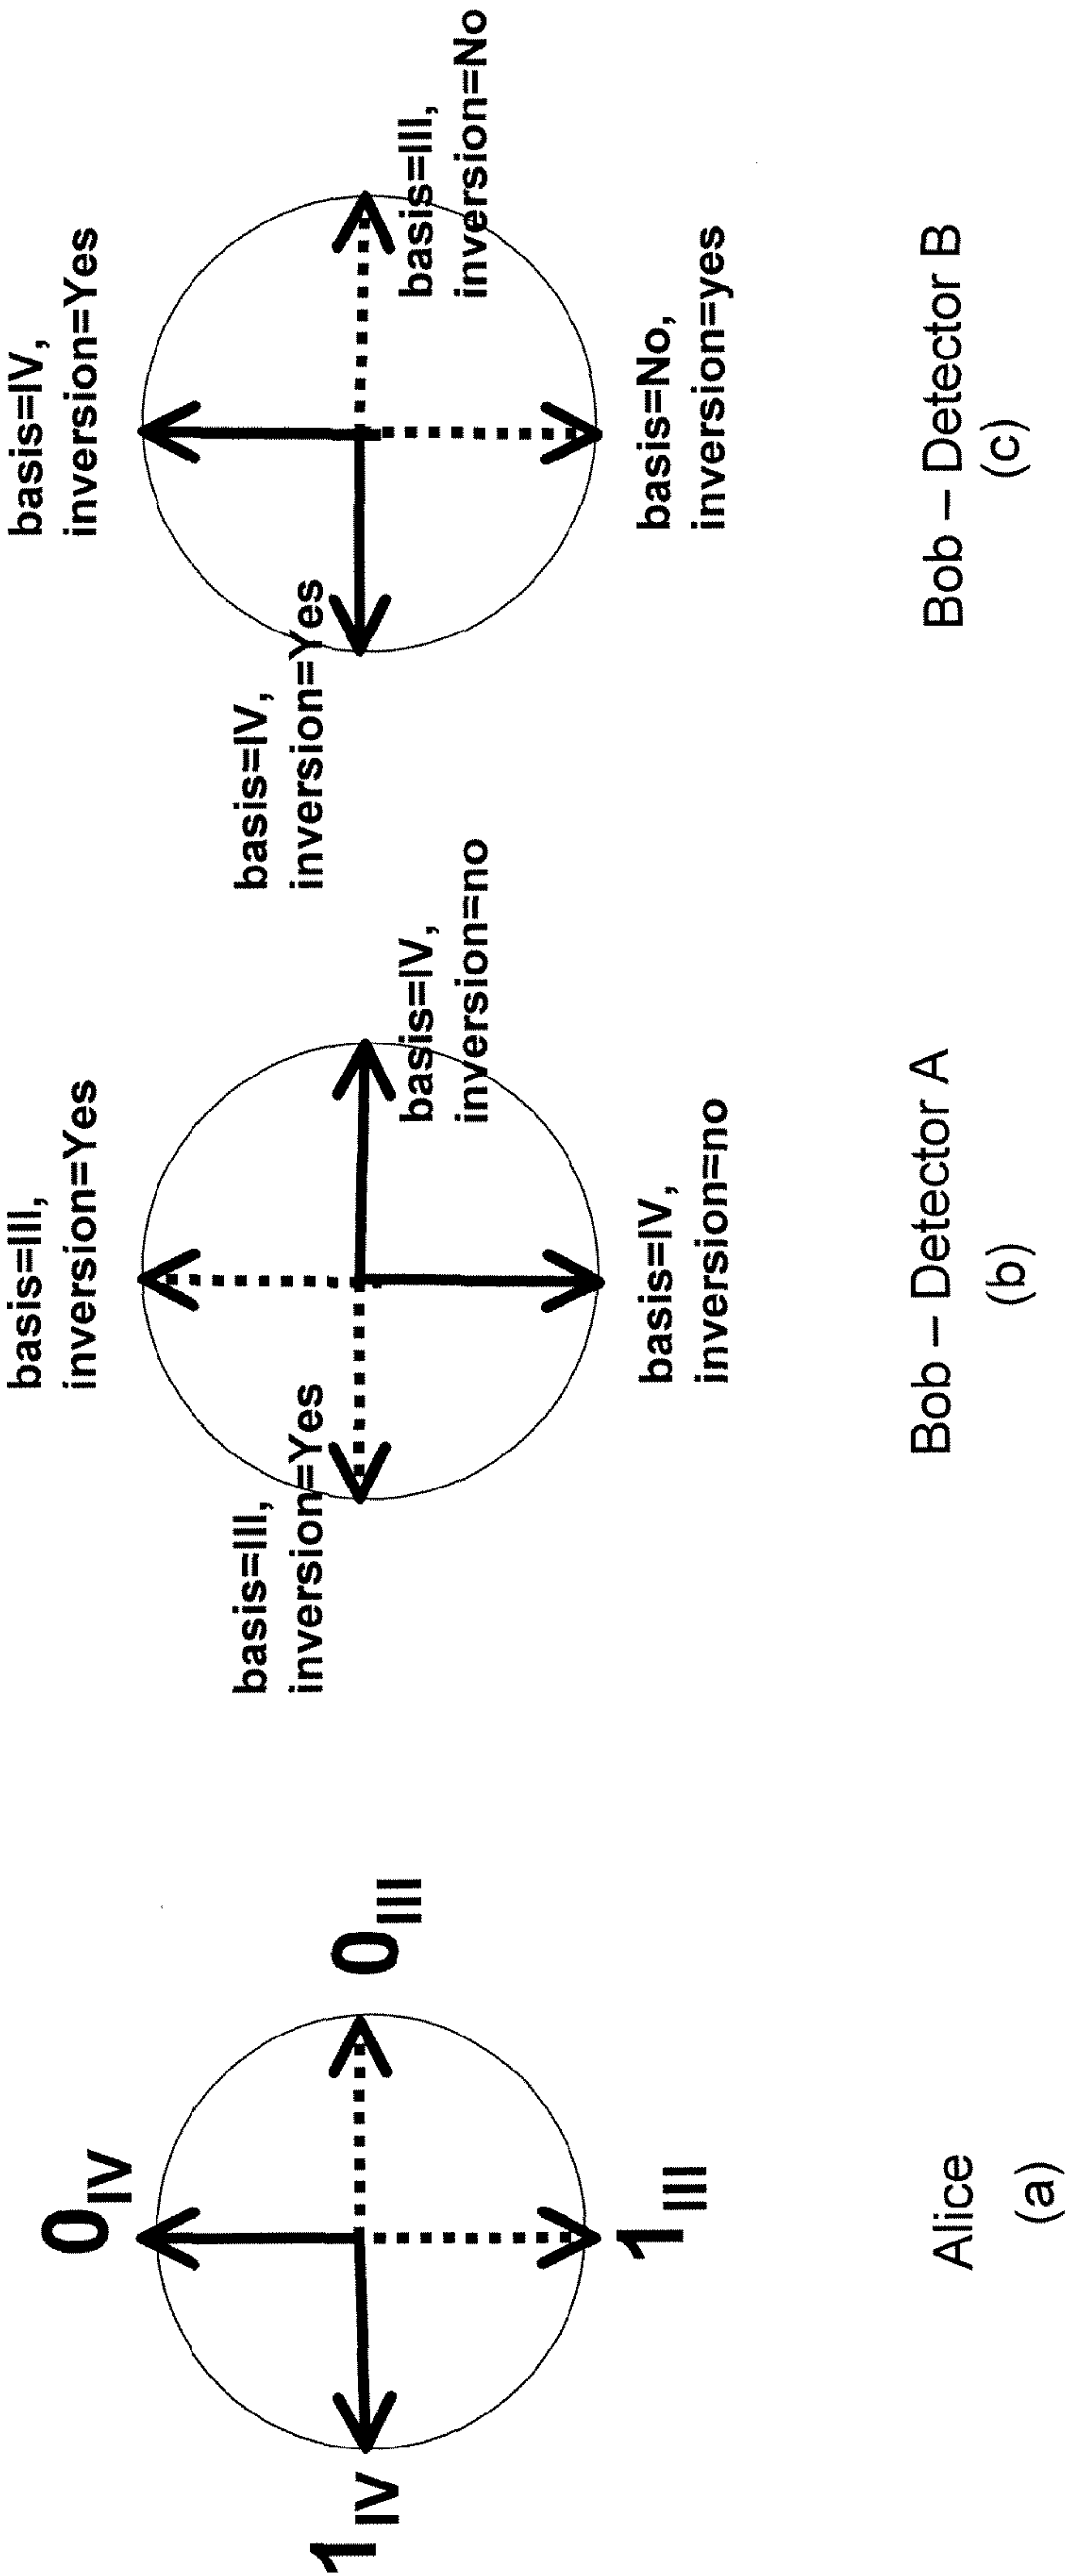 0IV
1IV
0III
1III
Alice
(a)
basis=III,
inversion=Yes
basis=III,
inversion=Yes
basis=IV,
inversion=no
basis=IV,
inversion=no
Bob – Detector A
(b)
basis=IV,
inversion=Yes
basis=IV,
inversion=Yes
basis=III,
inversion=No
basis=No,
inversion=yes
Bob – Detector B
(c)